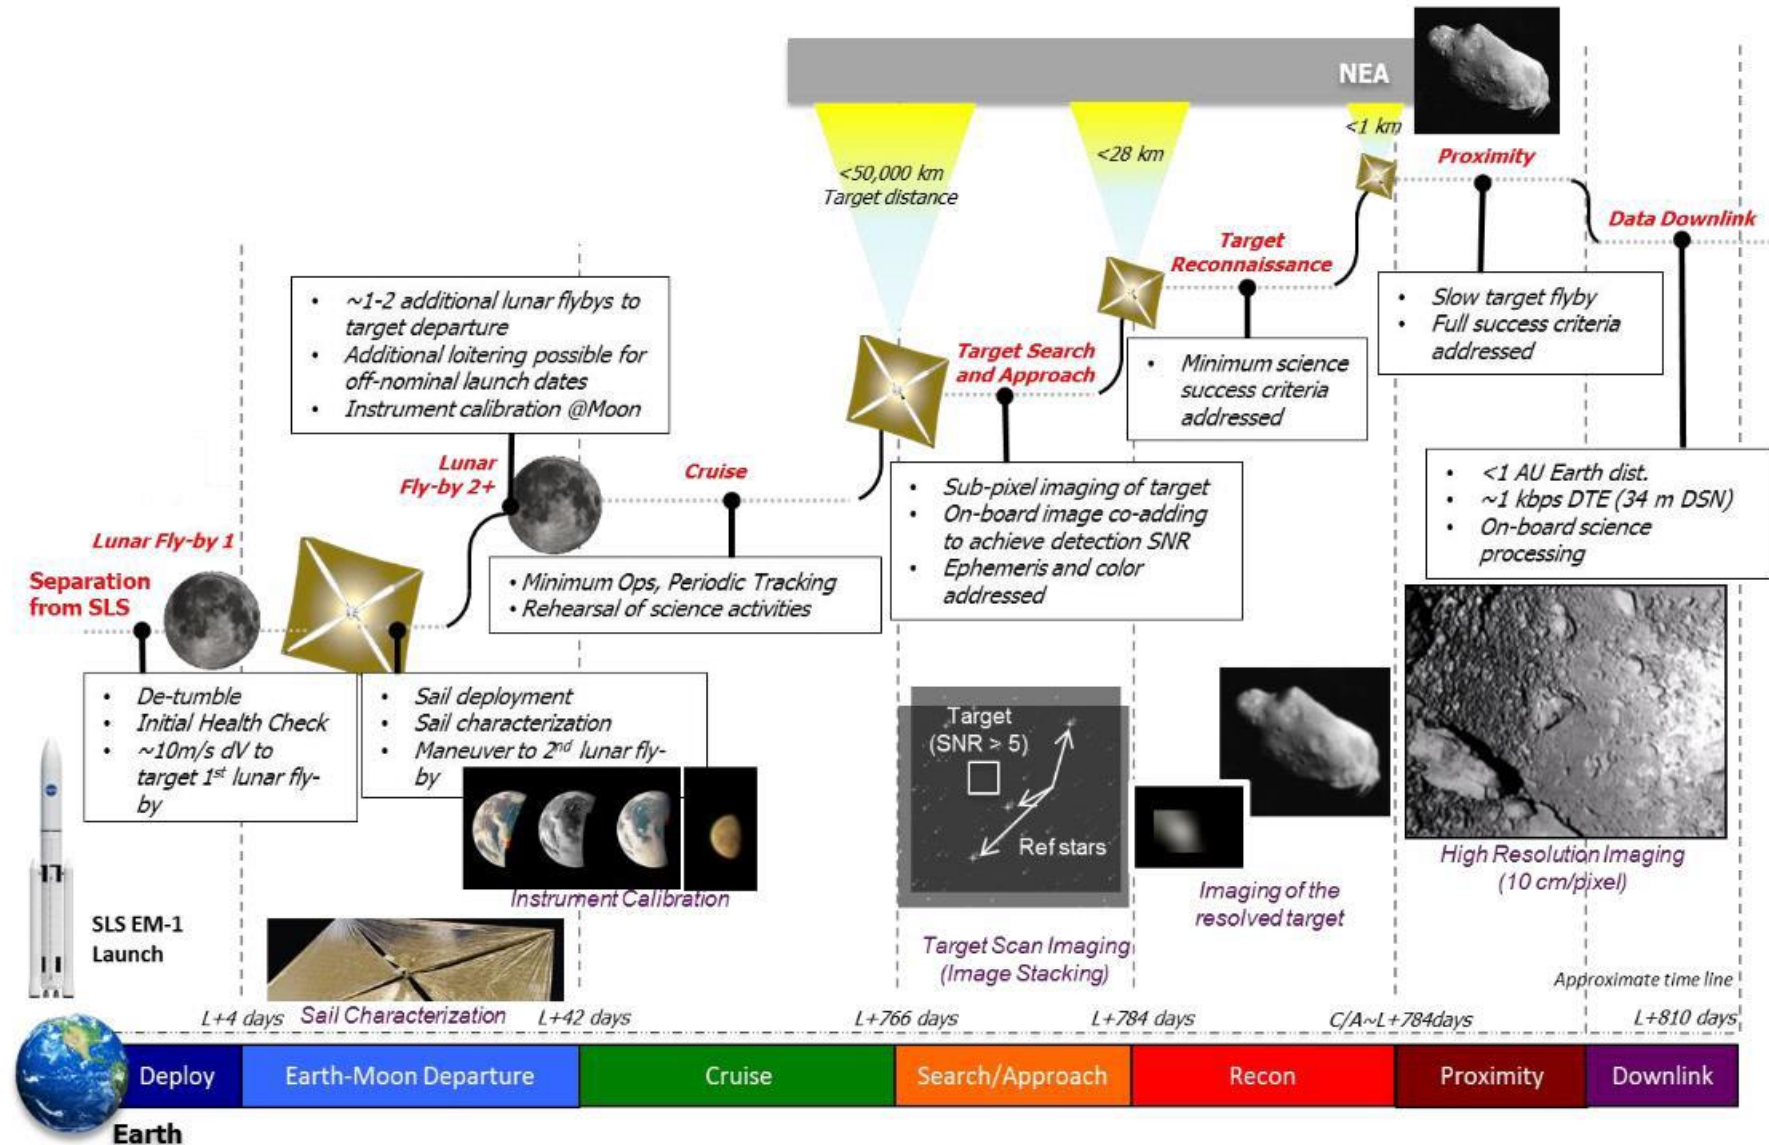 NEA
<50,000 km
Target distance
<28 km
<1 km
Proximity
Data Downlink
Target
Reconnaissance
Target Search
and Approach
• ~1-2 additional lunar flybys to
target departure
• Additional loitering possible for
off-nominal launch dates
• Instrument calibration @Moon
• Slow target flyby
• Full success criteria
addressed
• Minimum science
success criteria
addressed
Lunar
Fly-by 2+
Cruise
• <1 AU Earth dist.
• ~1 kbps DTE (34 m DSN)
• On-board science
processing
• Sub-pixel imaging of target
• On-board image co-adding
to achieve detection SNR
• Ephemeris and color
addressed
Lunar Fly-by 1
Separation
from SLS
• Minimum Ops, Periodic Tracking
• Rehearsal of science activities
• De-tumble
• Initial Health Check
• ~10m/s dV to
target 1st lunar fly-
by
• Sail deployment
• Sail characterization
• Maneuver to 2nd lunar fly-
by
Target
(SNR > 5)
Ref stars
Instrument Calibration
High Resolution Imaging
(10 cm/pixel)
Imaging of the
resolved target
SLS EM-1
Launch
Target Scan Imaging
(Image Stacking)
Approximate time line
L+4 days
Sail Characterization
L+42 days
L+766 days
L+784 days
C/A~L+784days
L+810 days
Deploy
Earth-Moon Departure
Cruise
Search/Approach
Recon
Proximity
Downlink
Earth